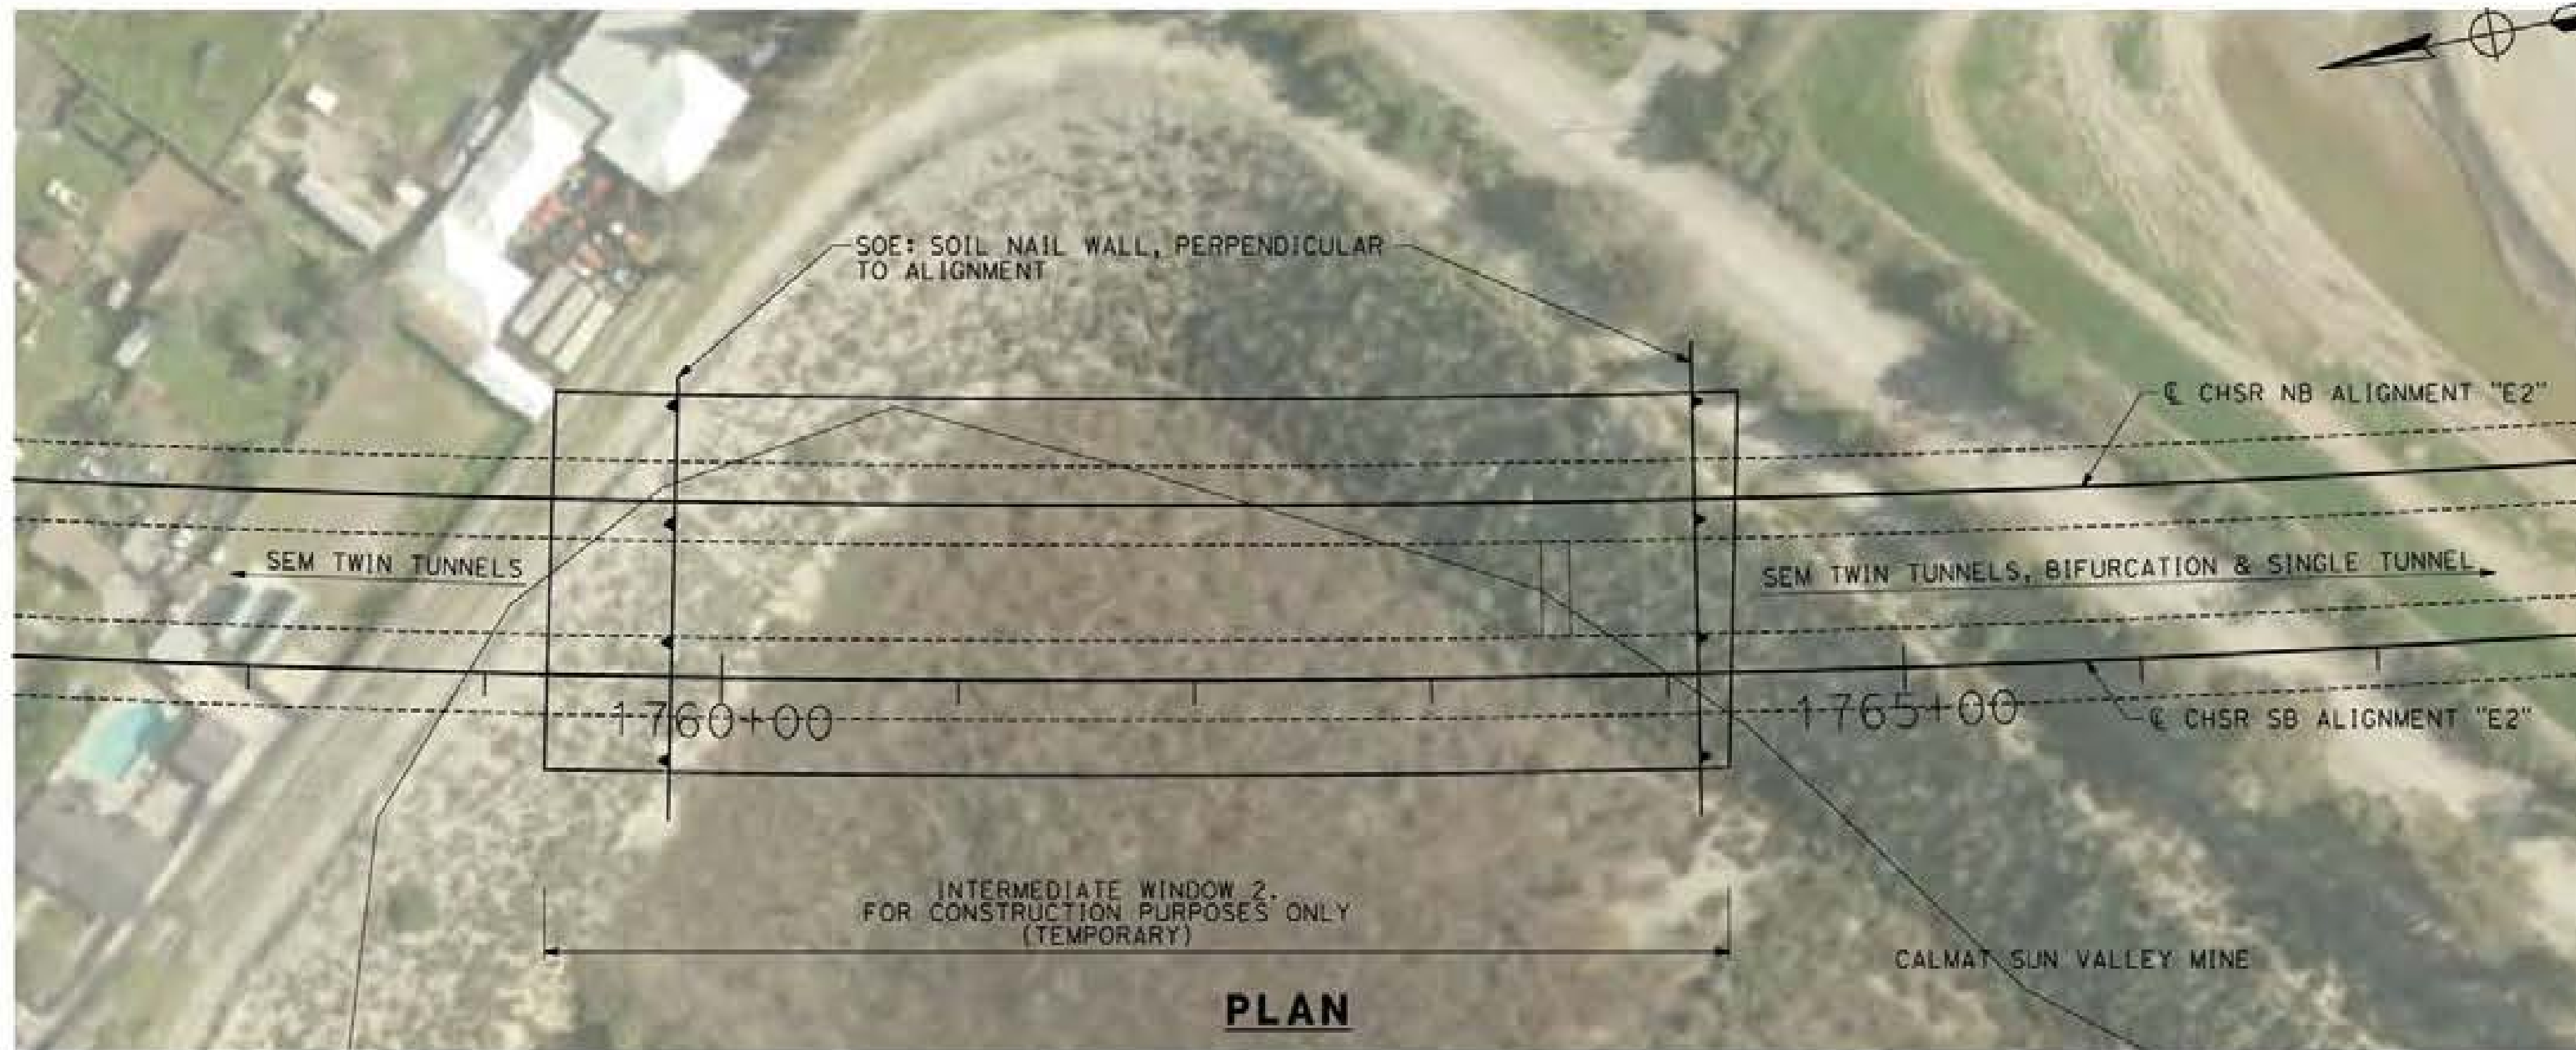 SOE: SOIL NAIL WALL, PERPENDICULAR
TO ALIGNMENT
℄ CHSR NB ALIGNMENT "E2"
SEM TWIN TUNNELS
SEM TWIN TUNNELS, BIFURCATION & SINGLE TUNNEL
1760+00
1765+00
℄ CHSR SB ALIGNMENT "E2"
INTERMEDIATE WINDOW 2.
FOR CONSTRUCTION PURPOSES ONLY
(TEMPORARY)
CALMAT SUN VALLEY MINE
PLAN